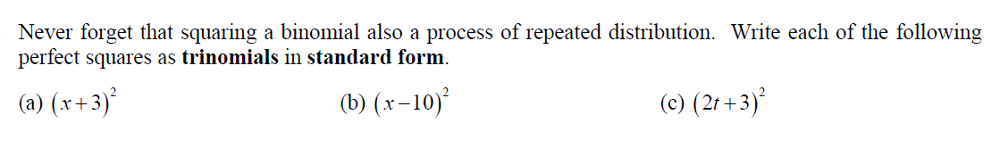 Never forget that squaring a binomial also a process of repeated distribution. Write each of the following
perfect squares as trinomials in standard form.
(a) (x+3)² (b) (x−10)² (c) (2t+3)²